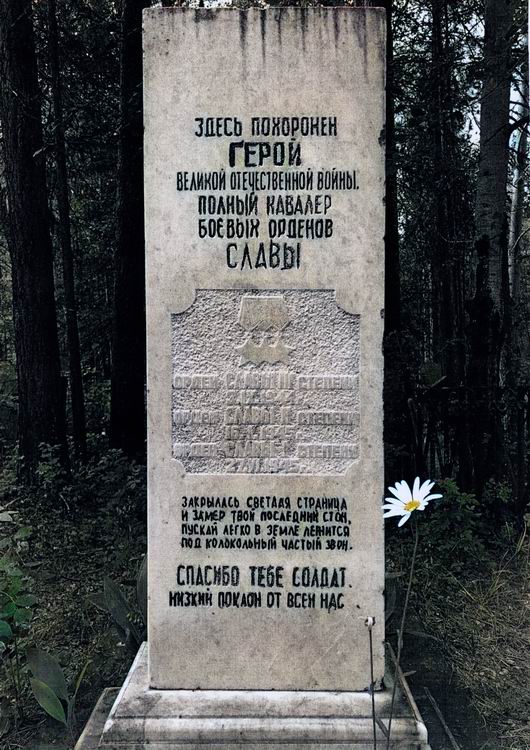 ЗДЕСЬ ПОХОРОНЕН
ГЕРОЙ
ВЕЛИКОЙ ОТЕЧЕСТВЕННОЙ ВОЙНЫ.
ПОЛНЫЙ КАВАЛЕР
БОЕВЫХ ОРДЕНОВ
СЛАВЫ
ОРДЕН СЛАВЫ III СТЕПЕНИ
ОРДЕН СЛАВЫ II СТЕПЕНИ
ОРДЕН СЛАВЫ I СТЕПЕНИ
ЗАКРЫЛАСЬ СВЕТЛАЯ СТРАНИЦА
И ЗАМЕР ТВОЙ ПОСЛЕДНИЙ СТОН,
ПУСКАЙ ЛЕГКО В ЗЕМЛЕ ЛЕЖИТСЯ
ПОД КОЛОКОЛЬНЫЙ ЧАСТЫЙ ЗВОН.
СПАСИБО ТЕБЕ СОЛДАТ.
НИЗКИЙ ПОКЛОН ОТ ВСЕХ НАС